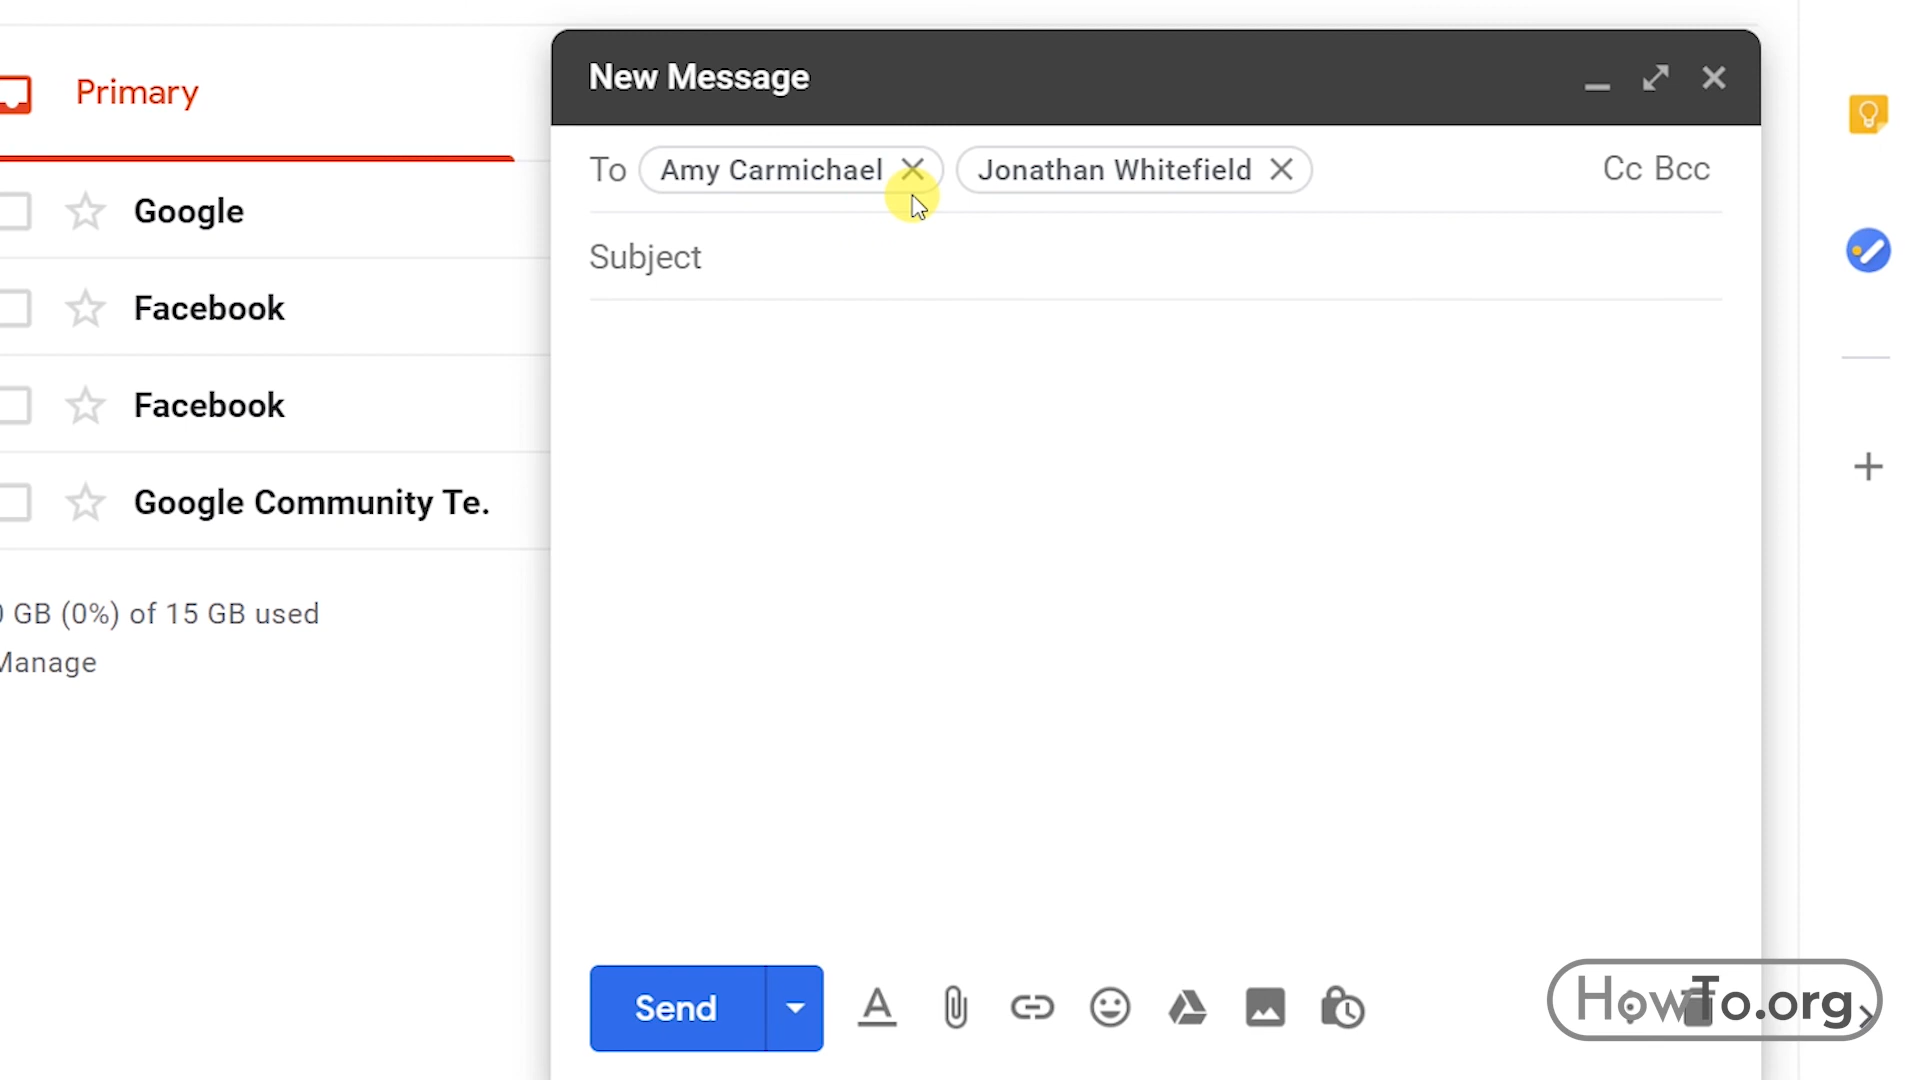 Primary
Google
Facebook
Facebook
Google Community Te.
GB (0%) of 15 GB used
Manage
New Message
To Amy Carmichael Jonathan Whitefield Cc Bcc
Subject
Send
HowTo.org